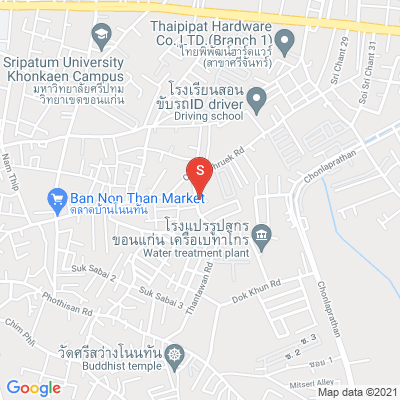 Thaipipat Hardware
Co.,LTD.(Branch 1)
ไทยพิพัฒน์ฮาร์ดแวร์
(สาขาศรีจันทร์)
Sripatum University
Khonkaen Campus
มหาวิทยาลัยศรีปทุม
วิทยาเขตขอนแก่น
Sri Chant 29
Soi Sri Chant 31
โรงเรียนสอน
ขับรถID driver
Driving school
hruek Rd
Chonlaprathan
Nam Thip
S
Ban Non Than Market
ตลาดบ้านโนนทัน
โรงแปรรูปสุกร
ขอนแก่น เครือเบทาโกร
Water treatment plant
Suk Sabai 2
Suk Sabai 3
Thantawan Rd
Phothisan Rd
Dok Khun Rd
Chonlaprathan
Chim Phli
วัดศรีสว่างโนนทัน
Buddhist temple
ซ. 2
ซ. 3
ซอย 1
Mitseri Alley
Google
Map data ©2021